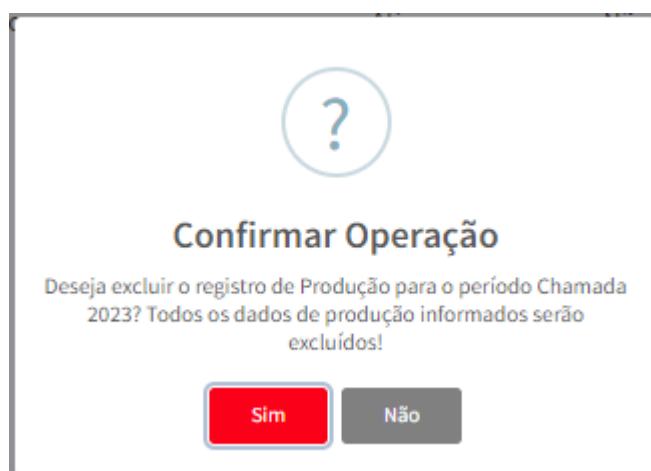 ?
Confirmar Operação
Deseja excluir o registro de Produção para o período Chamada
2023? Todos os dados de produção informados serão
excluídos!
Sim
Não